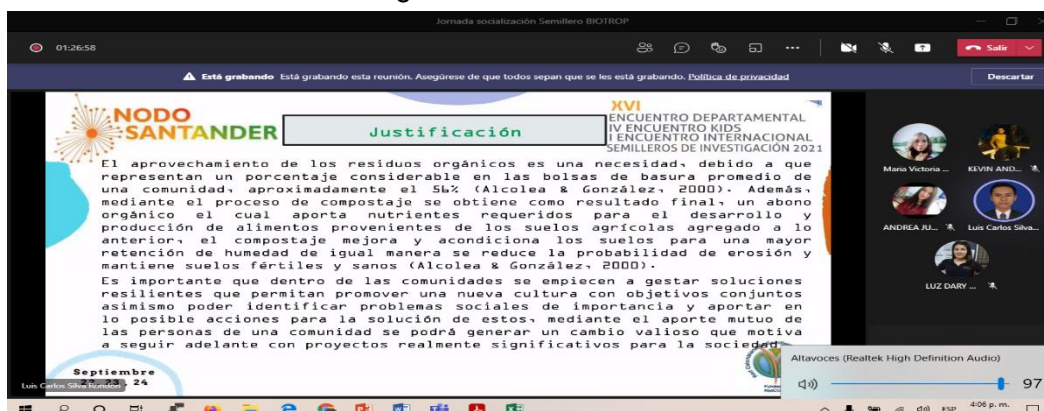 Jornada socialización Semillero BIOTROP
01:26:58
Salir
Está grabando Está grabando esta reunión. Asegúrese de que todos sepan que se les está grabando. Política de privacidad
Descartar
NODO
SANTANDER
Justificación
XVI
ENCUENTRO DEPARTAMENTAL
IV ENCUENTRO KIDS
I ENCUENTRO INTERNACIONAL
SEMILLEROS DE INVESTIGACIÓN 2021
El aprovechamiento de los residuos orgánicos es una necesidad, debido a que
representan un porcentaje considerable en las bolsas de basura promedio de
una comunidad, aproximadamente el 56% (Alcolea & González, 2000). Además,
mediante el proceso de compostaje se obtiene como resultado final, un abono
orgánico el cual aporta nutrientes requeridos para el desarrollo y
producción de alimentos provenientes de los suelos agrícolas agregado a lo
anterior, el compostaje mejora y acondiciona los suelos para una mayor
retención de humedad de igual manera se reduce la probabilidad de erosión y
mantiene suelos fértiles y sanos (Alcolea & González, 2000).
Es importante que dentro de las comunidades se empiecen a gestar soluciones
resilientes que permitan promover una nueva cultura con objetivos conjuntos
asimismo poder identificar problemas sociales de importancia y aportar en
lo posible acciones para la solución de estos, mediante el aporte mutuo de
las personas de una comunidad se podrá generar un cambio valioso que motiva
a seguir adelante con proyectos realmente significativos para la sociedad
Septiembre
24
Luis Carlos Silva Rondón
Maria Victoria ...
KEVIN AND...
ANDREA JU...
Luis Carlos Silva...
LUZ DARY ...
Altavoces (Realtek High Definition Audio)
97
ESP
4:06 p. m.